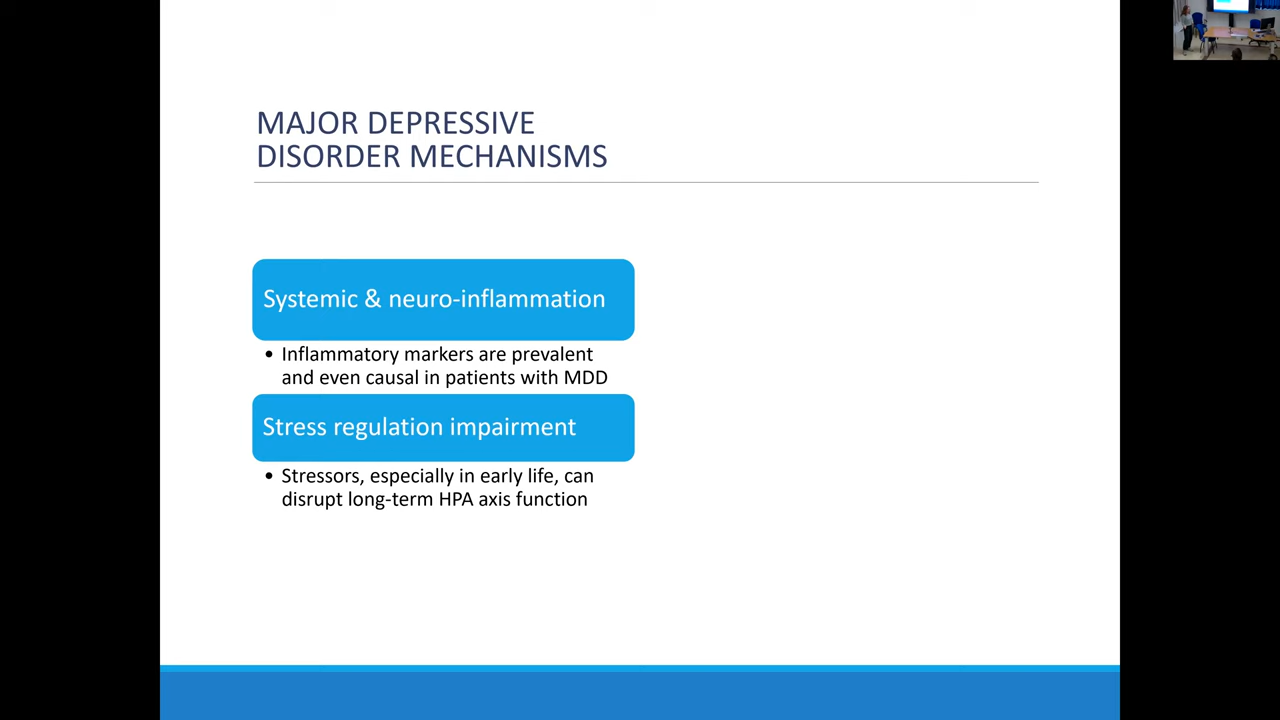 MAJOR DEPRESSIVE
DISORDER MECHANISMS
Systemic & neuro-inflammation
• Inflammatory markers are prevalent
and even causal in patients with MDD
Stress regulation impairment
• Stressors, especially in early life, can
disrupt long-term HPA axis function